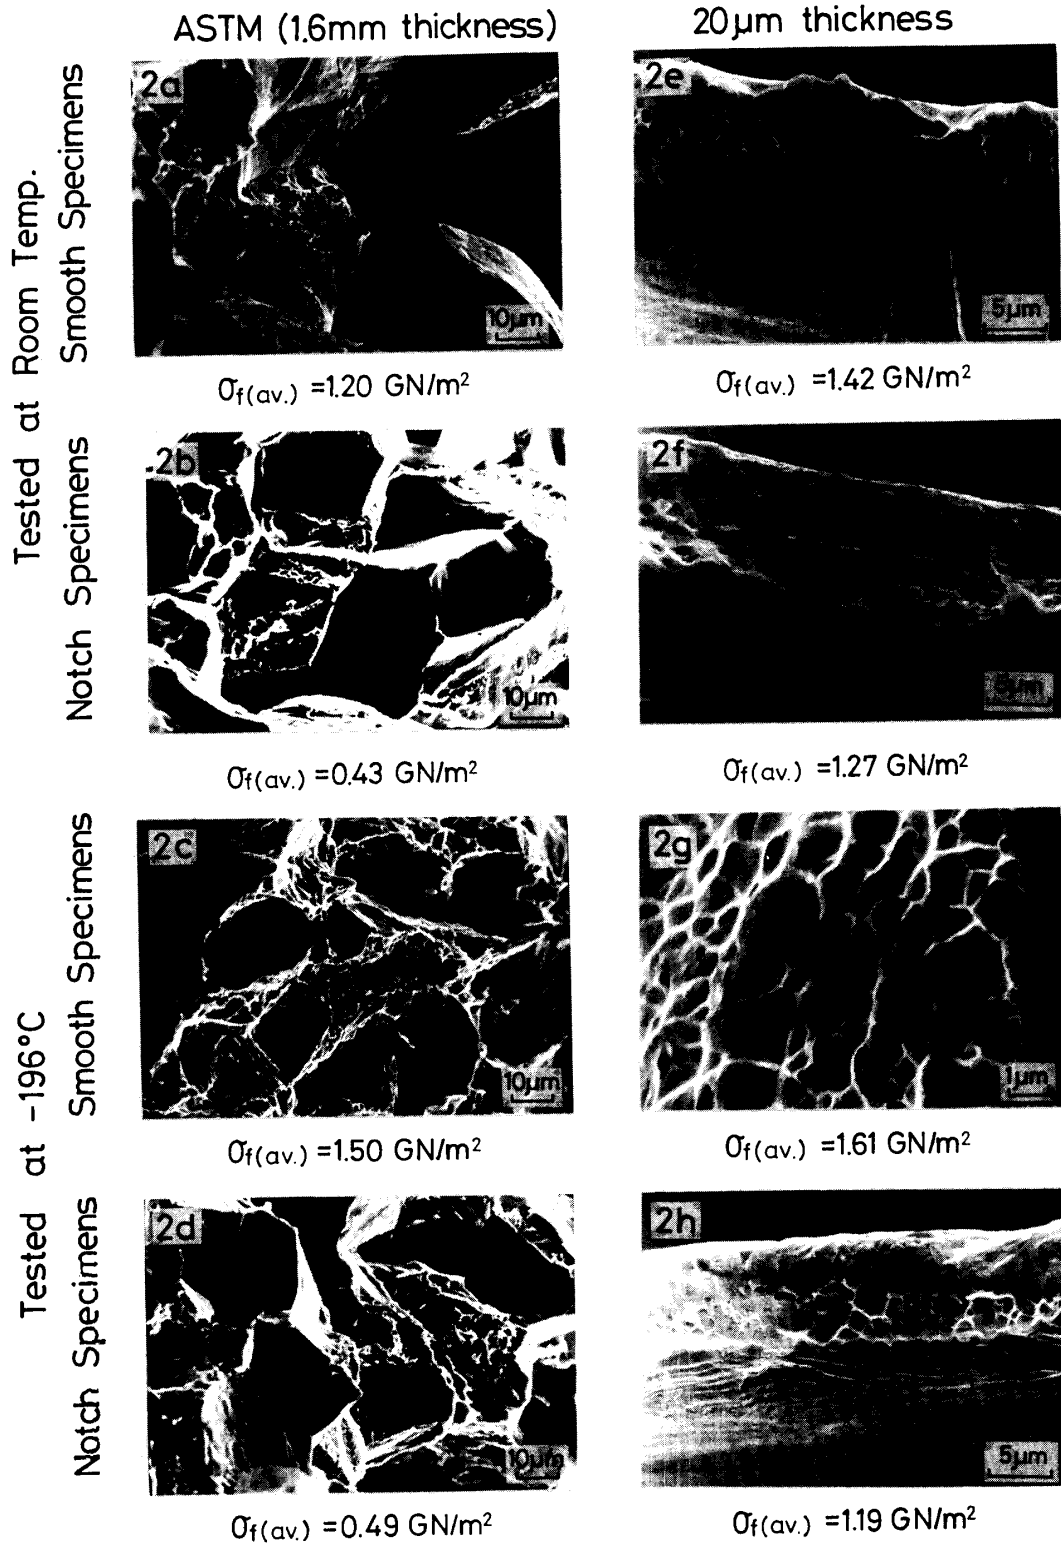 ASTM (1.6mm thickness)
20μm thickness
Tested at Room Temp.
Smooth Specimens
2a
10μm
σf(av.) =1.20 GN/m²
2e
5μm
σf(av.) =1.42 GN/m²
Notch Specimens
2b
10μm
σf(av.) =0.43 GN/m²
2f
5μm
σf(av.) =1.27 GN/m²
Tested at -196°C
Smooth Specimens
2c
10μm
σf(av.) =1.50 GN/m²
2g
1μm
σf(av.) =1.61 GN/m²
Notch Specimens
2d
10μm
σf(av.) =0.49 GN/m²
2h
5μm
σf(av.) =1.19 GN/m²